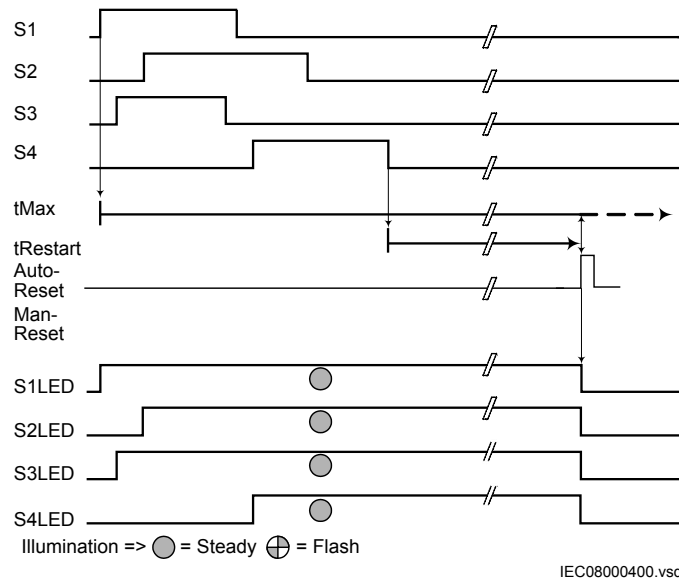 S1
S2
S3
S4
tMax
tRestart
Auto-
Reset
Man-
Reset
S1LED
S2LED
S3LED
S4LED
Illumination => = Steady = Flash
IEC08000400.vsd